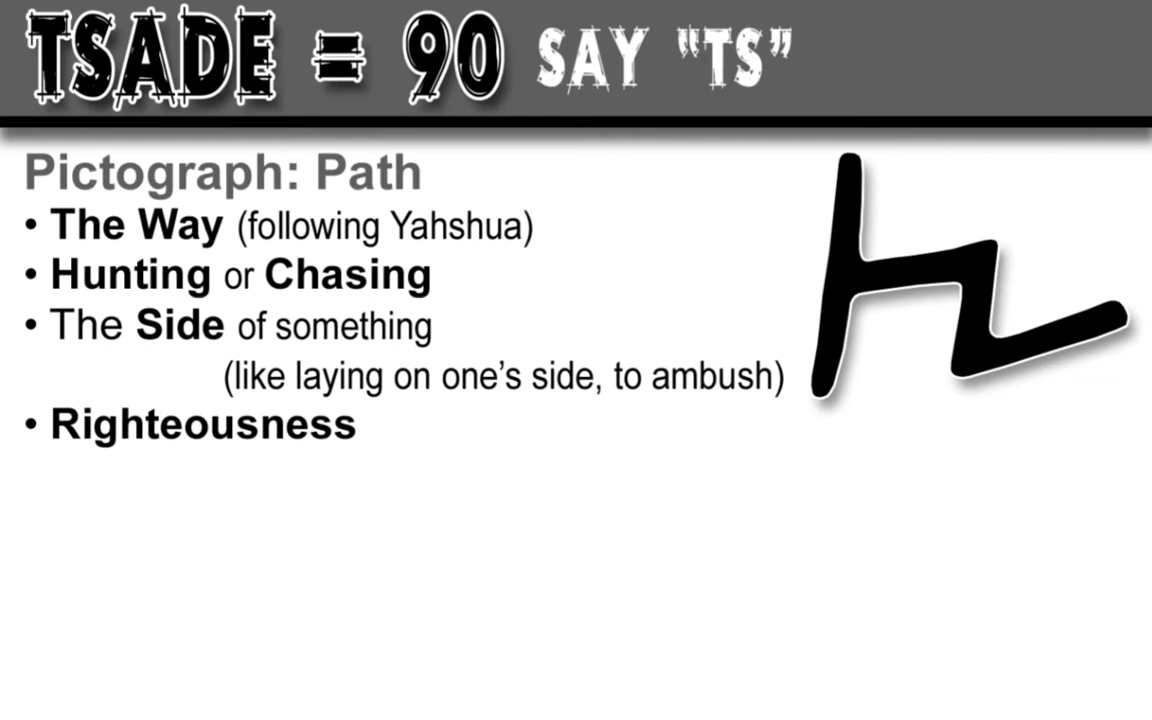 TSADE = 90 SAY "TS"
Pictograph: Path
• The Way (following Yahshua)
• Hunting or Chasing
• The Side of something
(like laying on one's side, to ambush)
• Righteousness
𐤑